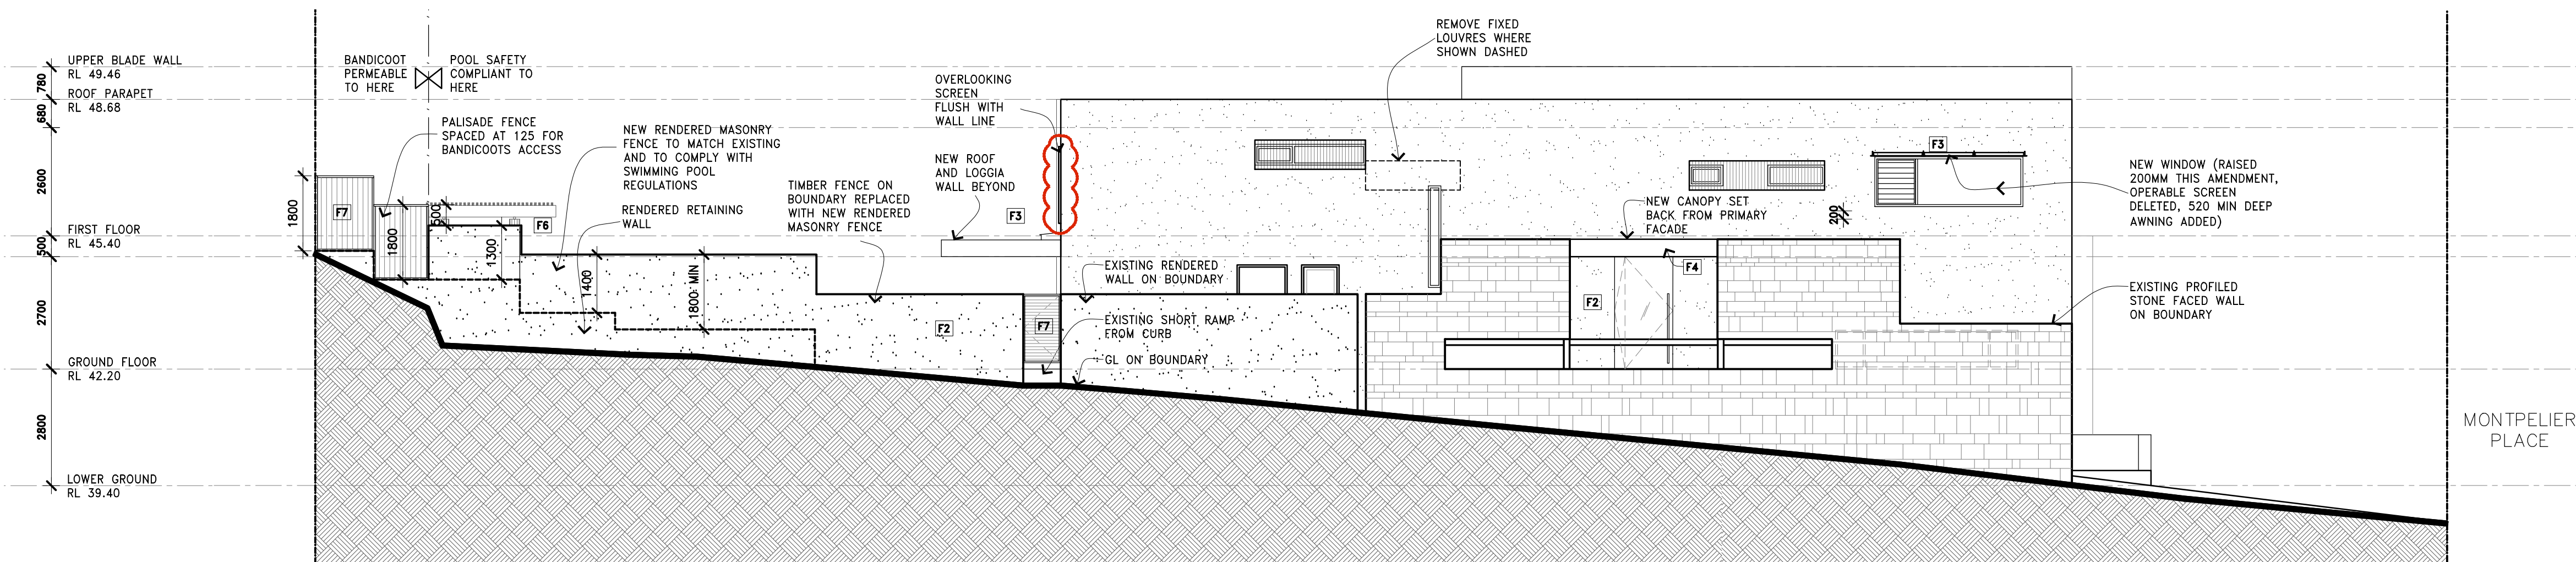 UPPER BLADE WALL
RL 49.46
780
ROOF PARAPET
RL 48.68
680
2600
FIRST FLOOR
RL 45.40
500
2700
GROUND FLOOR
RL 42.20
2800
LOWER GROUND
RL 39.40
BANDICOOT
PERMEABLE
TO HERE
POOL SAFETY
COMPLIANT TO
HERE
PALISADE FENCE
SPACED AT 125 FOR
BANDICOOTS ACCESS
1800
F7
1800
500
F6
1300
NEW RENDERED MASONRY
FENCE TO MATCH EXISTING
AND TO COMPLY WITH
SWIMMING POOL
REGULATIONS
RENDERED RETAINING
WALL
1400
1800 MIN
TIMBER FENCE ON
BOUNDARY REPLACED
WITH NEW RENDERED
MASONRY FENCE
F2
OVERLOOKING
SCREEN
FLUSH WITH
WALL LINE
NEW ROOF
AND LOGGIA
WALL BEYOND
F3
F7
EXISTING RENDERED
WALL ON BOUNDARY
EXISTING SHORT RAMP
FROM CURB
GL ON BOUNDARY
REMOVE FIXED
LOUVRES WHERE
SHOWN DASHED
NEW CANOPY SET
BACK FROM PRIMARY
FACADE
F4
F2
200
F3
NEW WINDOW (RAISED
200MM THIS AMENDMENT,
OPERABLE SCREEN
DELETED, 520 MIN DEEP
AWNING ADDED)
EXISTING PROFILED
STONE FACED WALL
ON BOUNDARY
MONTPELIER
PLACE